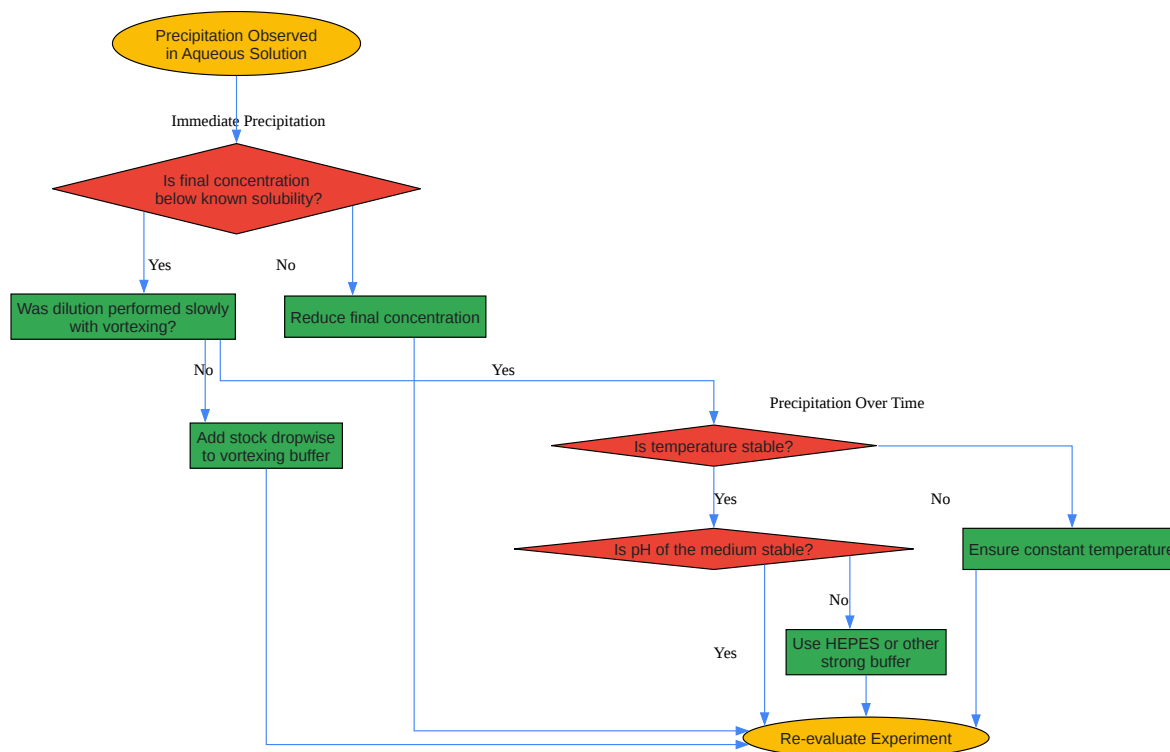 Precipitation Observed
in Aqueous Solution
Immediate Precipitation
Is final concentration
below known solubility?
Yes
No
Was dilution performed slowly
with vortexing?
Reduce final concentration
No
Yes
Precipitation Over Time
Add stock dropwise
to vortexing buffer
Is temperature stable?
Yes
No
Is pH of the medium stable?
Ensure constant temperature
No
Yes
Use HEPES or other
strong buffer
Re-evaluate Experiment